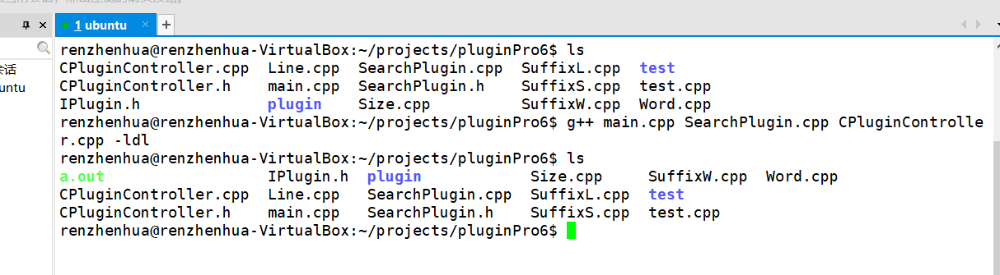 1 ubuntu
会话
untu
renzhenhua@renzhenhua-VirtualBox:~/projects/pluginPro6$ ls
CPluginController.cpp Line.cpp SearchPlugin.cpp SuffixL.cpp test
CPluginController.h main.cpp SearchPlugin.h SuffixS.cpp test.cpp
IPlugin.h plugin Size.cpp SuffixW.cpp Word.cpp
renzhenhua@renzhenhua-VirtualBox:~/projects/pluginPro6$ g++ main.cpp SearchPlugin.cpp CPluginControlle
r.cpp -ldl
renzhenhua@renzhenhua-VirtualBox:~/projects/pluginPro6$ ls
a.out IPlugin.h plugin Size.cpp SuffixW.cpp Word.cpp
CPluginController.cpp Line.cpp SearchPlugin.cpp SuffixL.cpp test
CPluginController.h main.cpp SearchPlugin.h SuffixS.cpp test.cpp
renzhenhua@renzhenhua-VirtualBox:~/projects/pluginPro6$